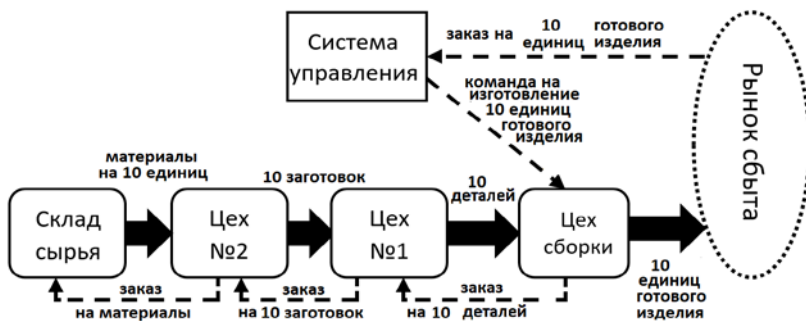 заказ на 10 единиц готового изделия
Система
управления
команда на
изготовление
10 единиц
готового
изделия
Рынок сбыта
материалы
на 10 единиц
10 заготовок
10
деталей
Склад
сырья
Цех
№2
Цех
№1
Цех
сборки
заказ
на материалы
заказ
на 10 заготовок
заказ
на 10 деталей
10
единиц
готового
изделия